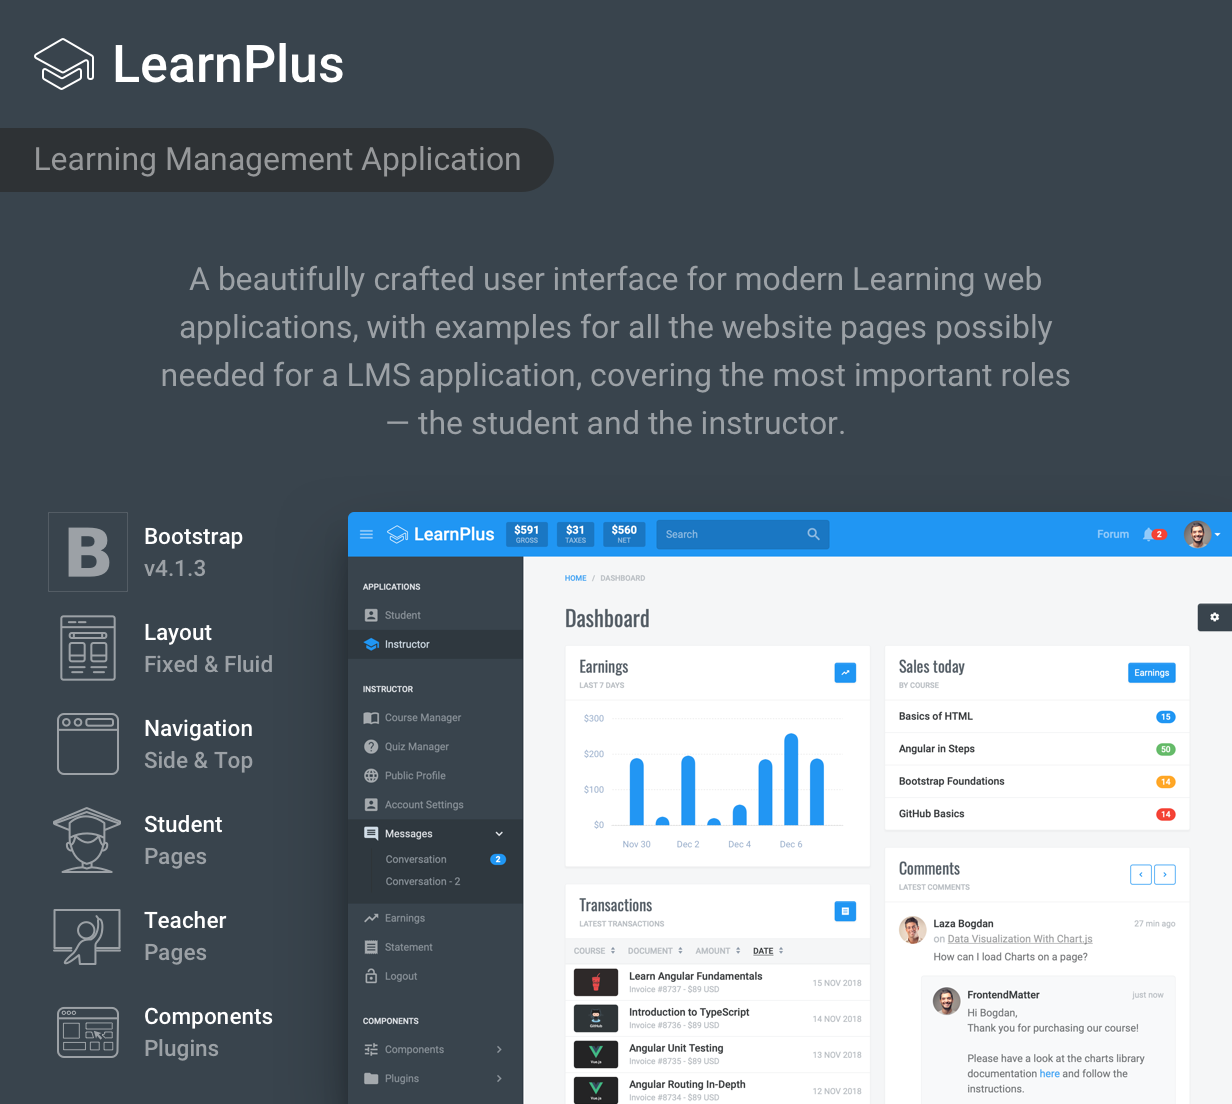 LearnPlus
Learning Management Application
A beautifully crafted user interface for modern Learning web
applications, with examples for all the website pages possibly
needed for a LMS application, covering the most important roles
— the student and the instructor.
B
Bootstrap
v4.1.3
Layout
Fixed & Fluid
Navigation
Side & Top
Student
Pages
Teacher
Pages
Components
Plugins
LearnPlus
$591
GROSS
$31
TAXES
$560
NET
Search
Forum
2
APPLICATIONS
Student
Instructor
INSTRUCTOR
Course Manager
Quiz Manager
Public Profile
Account Settings
Messages
Conversation 2
Conversation - 2
Earnings
Statement
Logout
COMPONENTS
Components
Plugins
HOME / DASHBOARD
Dashboard
Earnings
LAST 7 DAYS
$300
$200
$100
$0
Nov 30 Dec 2 Dec 4 Dec 6
Transactions
LATEST TRANSACTIONS
COURSE DOCUMENT AMOUNT DATE
Learn Angular Fundamentals
Invoice #8737 - $89 USD
15 NOV 2018
GitHub
Introduction to TypeScript
Invoice #8736 - $89 USD
14 NOV 2018
Vue.js
Angular Unit Testing
Invoice #8735 - $89 USD
13 NOV 2018
Vue.js
Angular Routing In-Depth
Invoice #8734 - $89 USD
12 NOV 2018
Sales today
BY COURSE
Earnings
Basics of HTML 15
Angular in Steps 50
Bootstrap Foundations 14
GitHub Basics 14
Comments
LATEST COMMENTS
Laza Bogdan 27 min ago
on Data Visualization With Chart.js
How can I load Charts on a page?
FrontendMatter just now
Hi Bogdan,
Thank you for purchasing our course!
Please have a look at the charts library
documentation here and follow the
instructions.